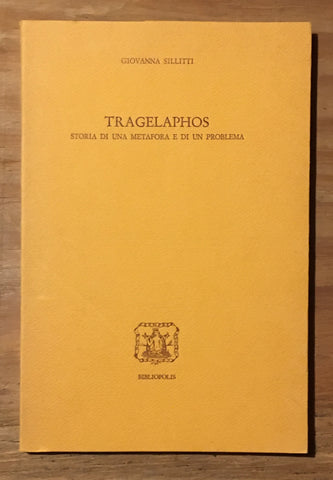 GIOVANNA SILLITTI
TRAGELAPHOS
STORIA DI UNA METAFORA E DI UN PROBLEMA
BIBLIOPOLIS